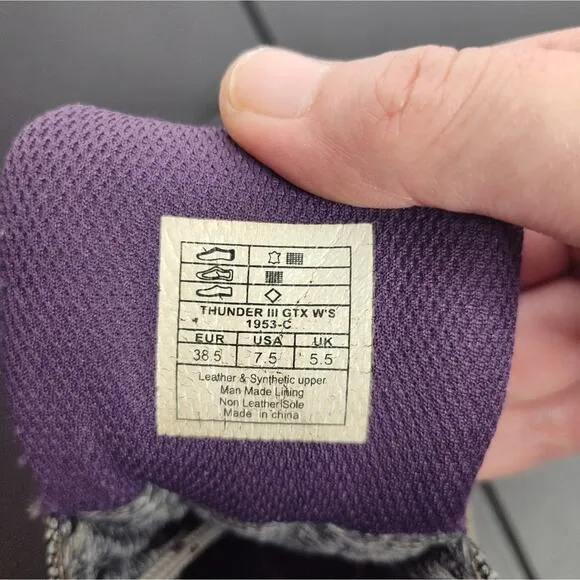 THUNDER III GTX W'S
1953-C
EUR USA UK
38.5 7.5 5.5
Leather & Synthetic upper
Man Made Lining
Non Leather Sole
Made in china